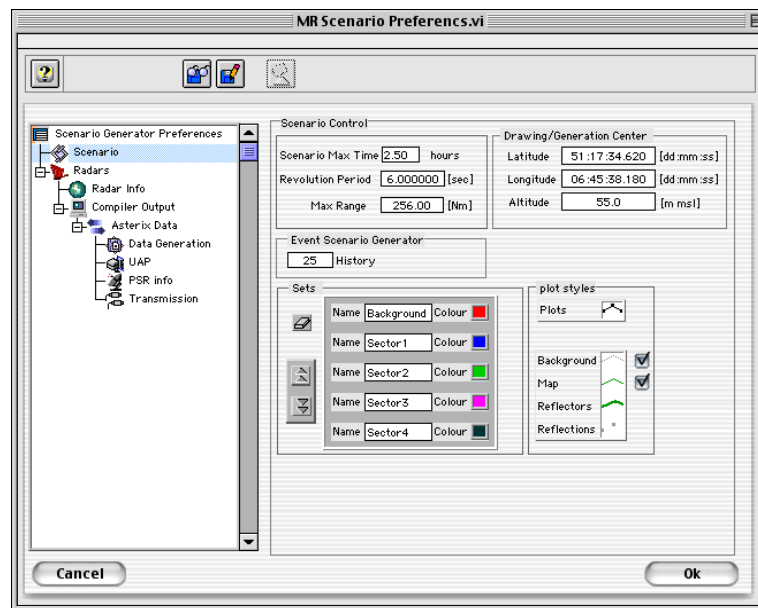 MR Scenario Preferencs.vi
Scenario Generator Preferences
Scenario
Radars
Radar Info
Compiler Output
Asterix Data
Data Generation
UAP
PSR info
Transmission
Scenario Control
Scenario Max Time 2.50 hours
Revolution Period 6.000000 [sec]
Max Range 256.00 [Nm]
Drawing/Generation Center
Latitude 51:17:34.620 [dd:mm:ss]
Longitude 06:45:38.180 [dd:mm:ss]
Altitude 55.0 [m msl]
Event Scenario Generator
25 History
Sets
Name Background Colour
Name Sector1 Colour
Name Sector2 Colour
Name Sector3 Colour
Name Sector4 Colour
plot styles
Plots
Background
Map
Reflectors
Reflections
Cancel
Ok